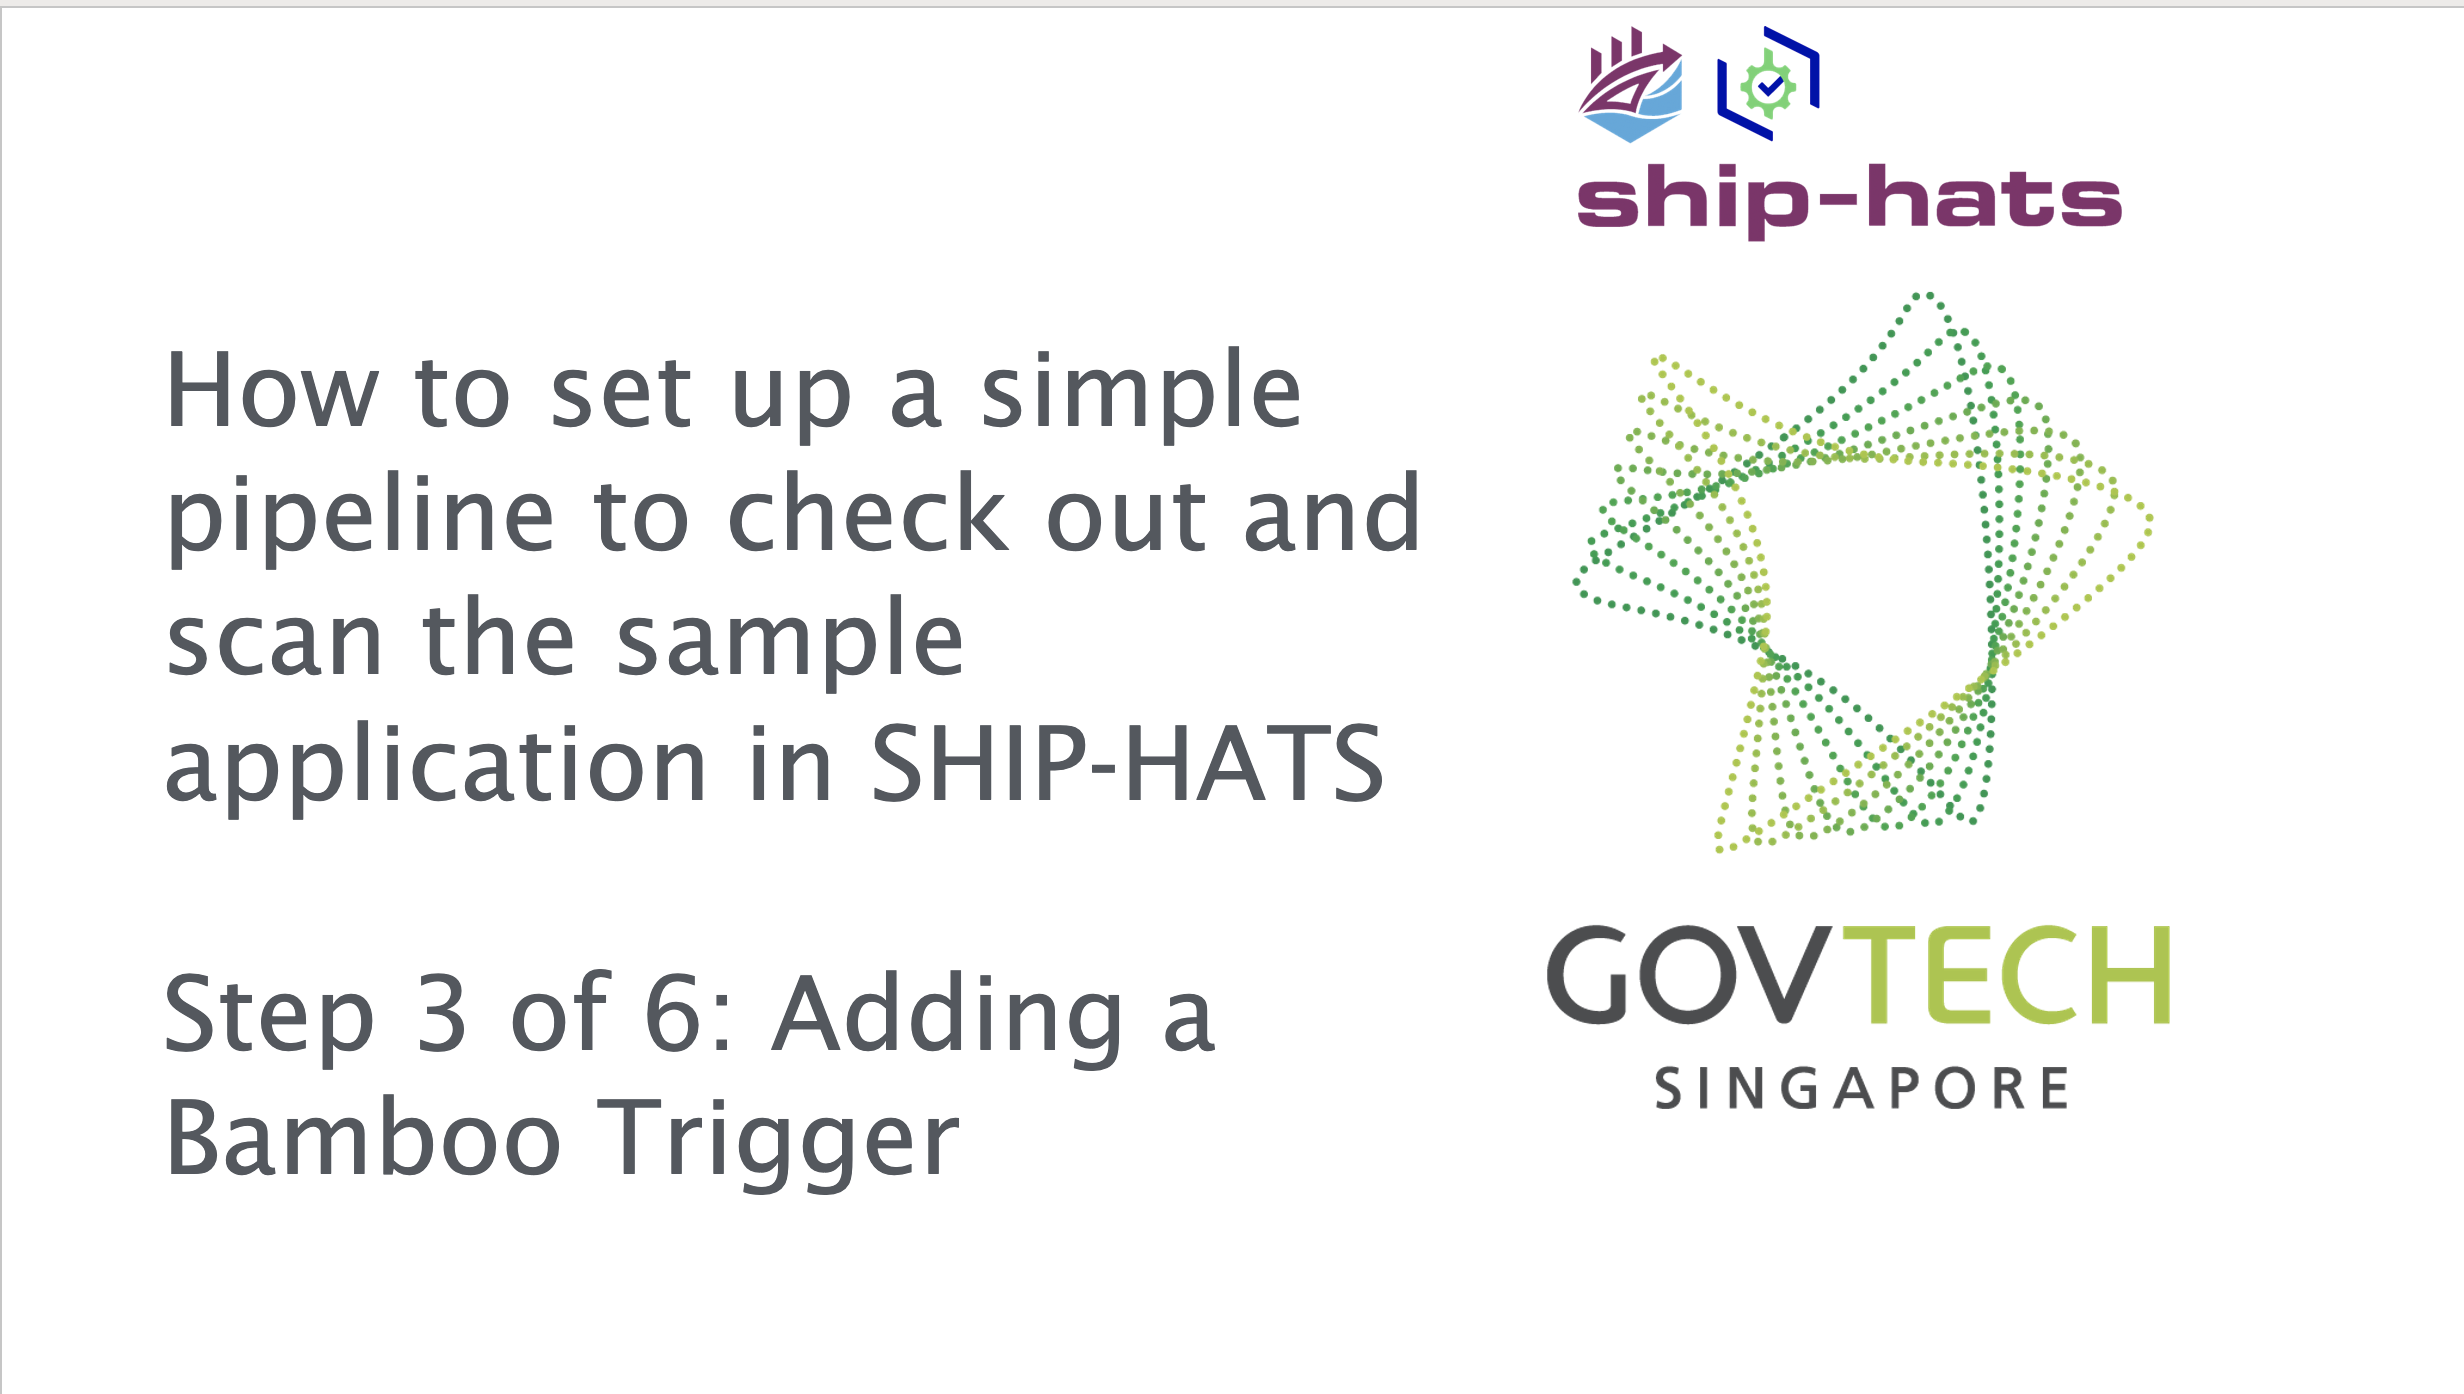 ship-hats
How to set up a simple
pipeline to check out and
scan the sample
application in SHIP-HATS
Step 3 of 6: Adding a
Bamboo Trigger
GOVTECH
SINGAPORE